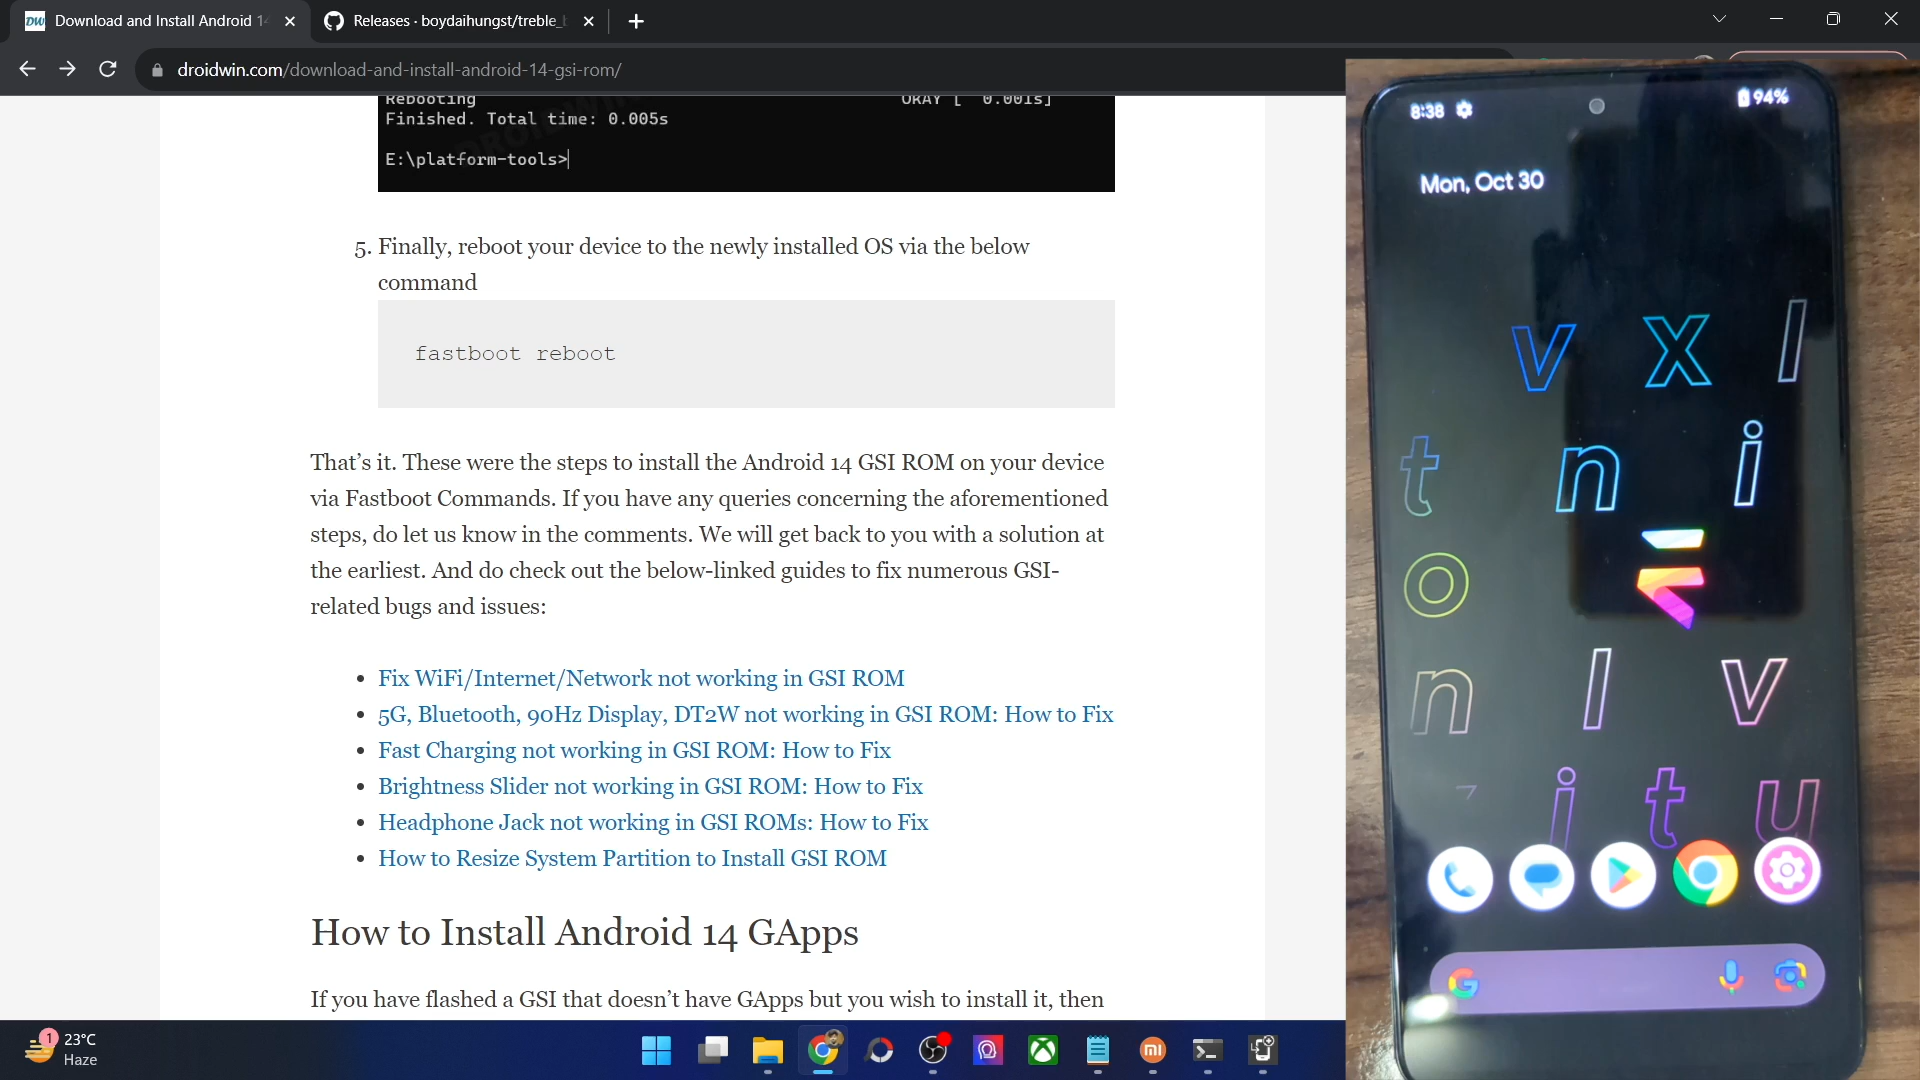 DW Download and Install Android 14
Releases · boydaihungst/treble_
droidwin.com/download-and-install-android-14-gsi-rom/
Rebooting OKAY [ 0.001s]
Finished. Total time: 0.005s
E:\platform-tools>
5. Finally, reboot your device to the newly installed OS via the below
command
fastboot reboot
That’s it. These were the steps to install the Android 14 GSI ROM on your device
via Fastboot Commands. If you have any queries concerning the aforementioned
steps, do let us know in the comments. We will get back to you with a solution at
the earliest. And do check out the below-linked guides to fix numerous GSI-
related bugs and issues:
• Fix WiFi/Internet/Network not working in GSI ROM
• 5G, Bluetooth, 90Hz Display, DT2W not working in GSI ROM: How to Fix
• Fast Charging not working in GSI ROM: How to Fix
• Brightness Slider not working in GSI ROM: How to Fix
• Headphone Jack not working in GSI ROMs: How to Fix
• How to Resize System Partition to Install GSI ROM
How to Install Android 14 GApps
If you have flashed a GSI that doesn’t have GApps but you wish to install it, then
1
23°C
Haze
mi
8:38
94%
Mon, Oct 30
v x l
t n i
o
n l v
i t u
G